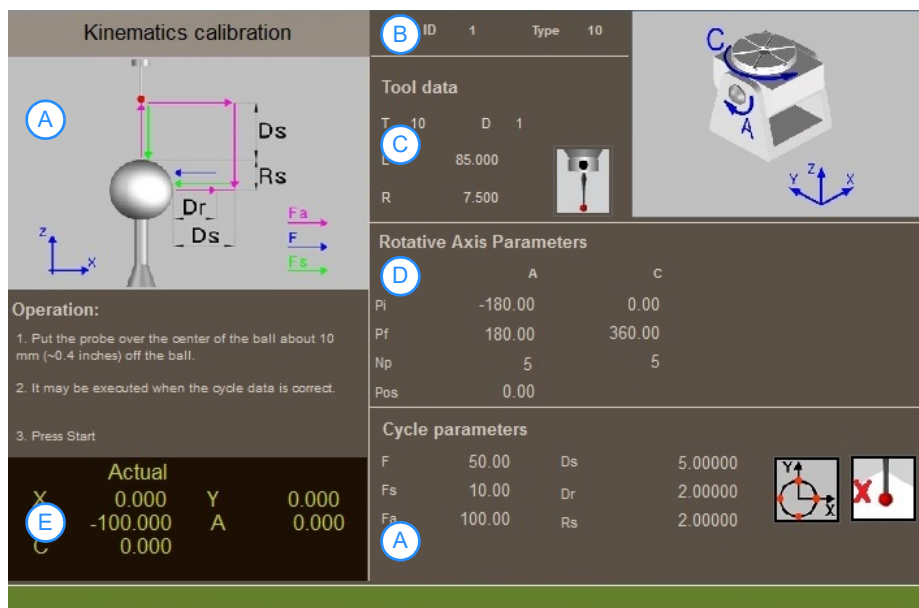 Kinematics calibration
A
Ds
Rs
Dr
Ds
Fa
F
Fs
Z
X
Operation:
1. Put the probe over the center of the ball about 10
mm (~0.4 inches) off the ball.
2. It may be executed when the cycle data is correct.
3. Press Start
Actual
X 0.000 Y 0.000
E -100.000 A 0.000
C 0.000
B ID 1 Type 10
Tool data
T 10 D 1
C
L 85.000
R 7.500
C
A
Z
Y X
Rotative Axis Parameters
D A C
Pi -180.00 0.00
Pf 180.00 360.00
Np 5 5
Pos 0.00
Cycle parameters
F 50.00 Ds 5.00000
Fs 10.00 Dr 2.00000
Fa 100.00 Rs 2.00000
A
Y
X
X